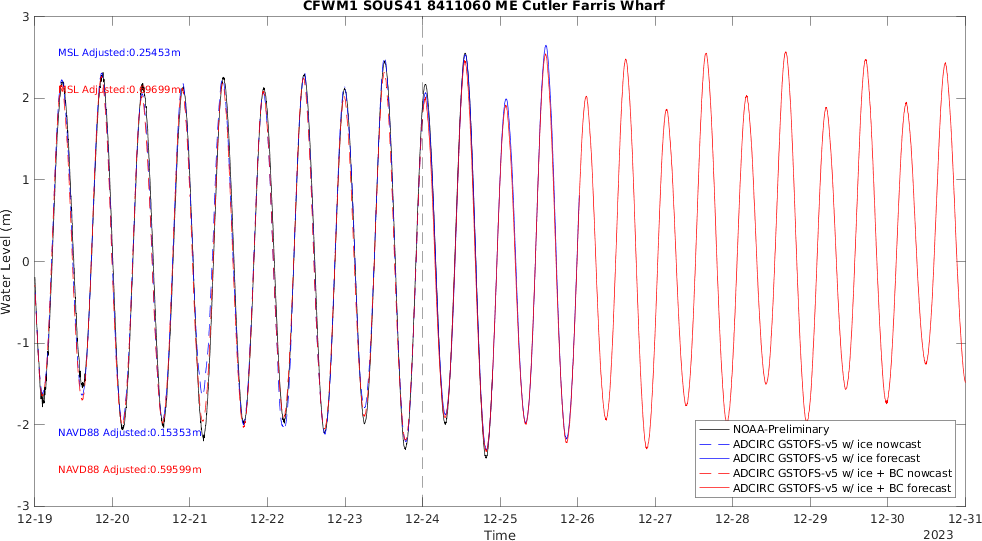 CFWM1 SOUS41 8411060 ME Cutler Farris Wharf
3
2
1
0
-1
-2
-3
Water Level (m)
MSL Adjusted:0.25453m
MSL Adjusted:0.69699m
NAVD88 Adjusted:0.15353m
NAVD88 Adjusted:0.59599m
NOAA-Preliminary
ADCIRC GSTOFS-v5 w/ ice nowcast
ADCIRC GSTOFS-v5 w/ ice forecast
ADCIRC GSTOFS-v5 w/ ice + BC nowcast
ADCIRC GSTOFS-v5 w/ ice + BC forecast
12-19 12-20 12-21 12-22 12-23 12-24 12-25 12-26 12-27 12-28 12-29 12-30 12-31
Time
2023